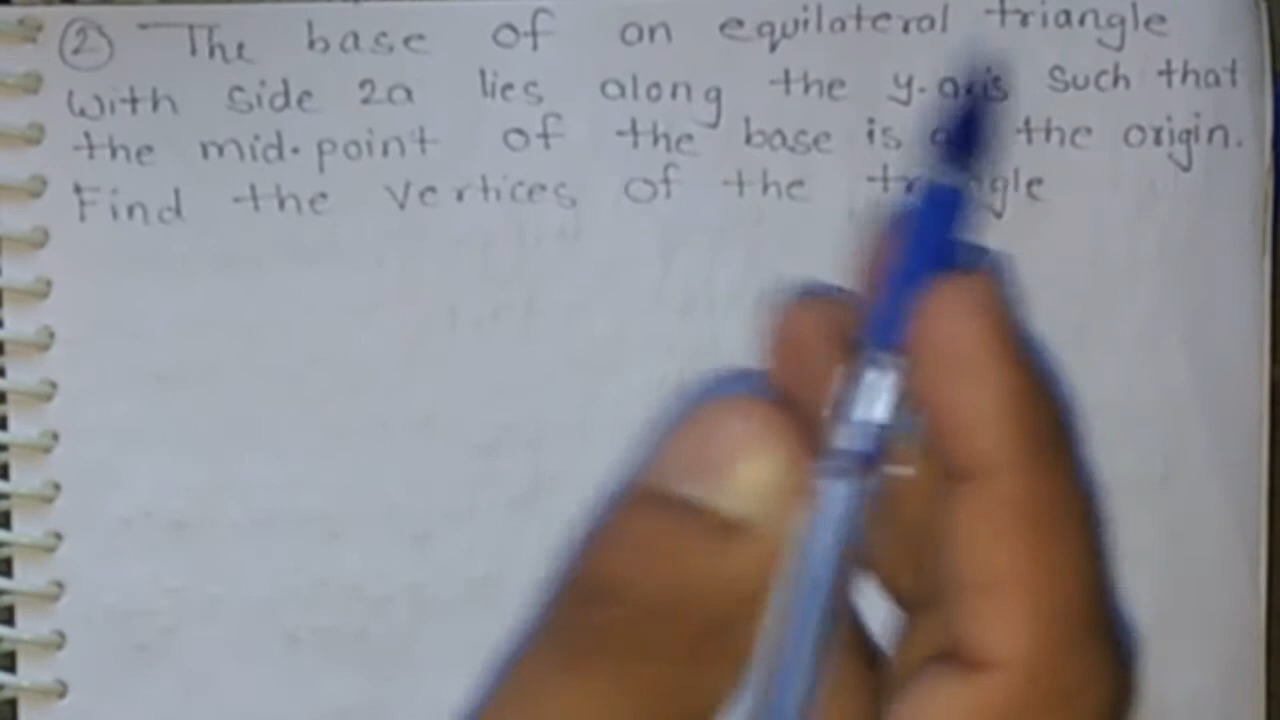 ② The base of an equilateral triangle
with side 2a lies along the y-axis such that
the mid-point of the base is the origin.
Find the vertices of the triangle